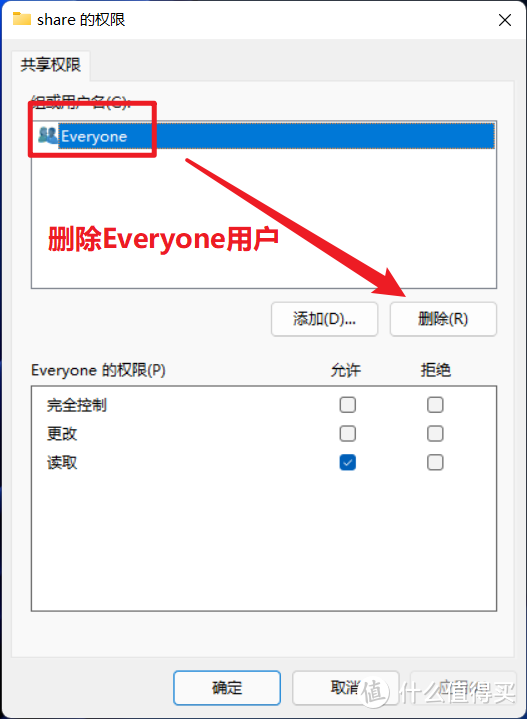 share 的权限
共享权限
组或用户名(G):
Everyone
删除Everyone用户
添加(D)...
删除(R)
Everyone 的权限(P)
允许
拒绝
完全控制
更改
读取
确定
取消
应用(A)
值 什么值得买